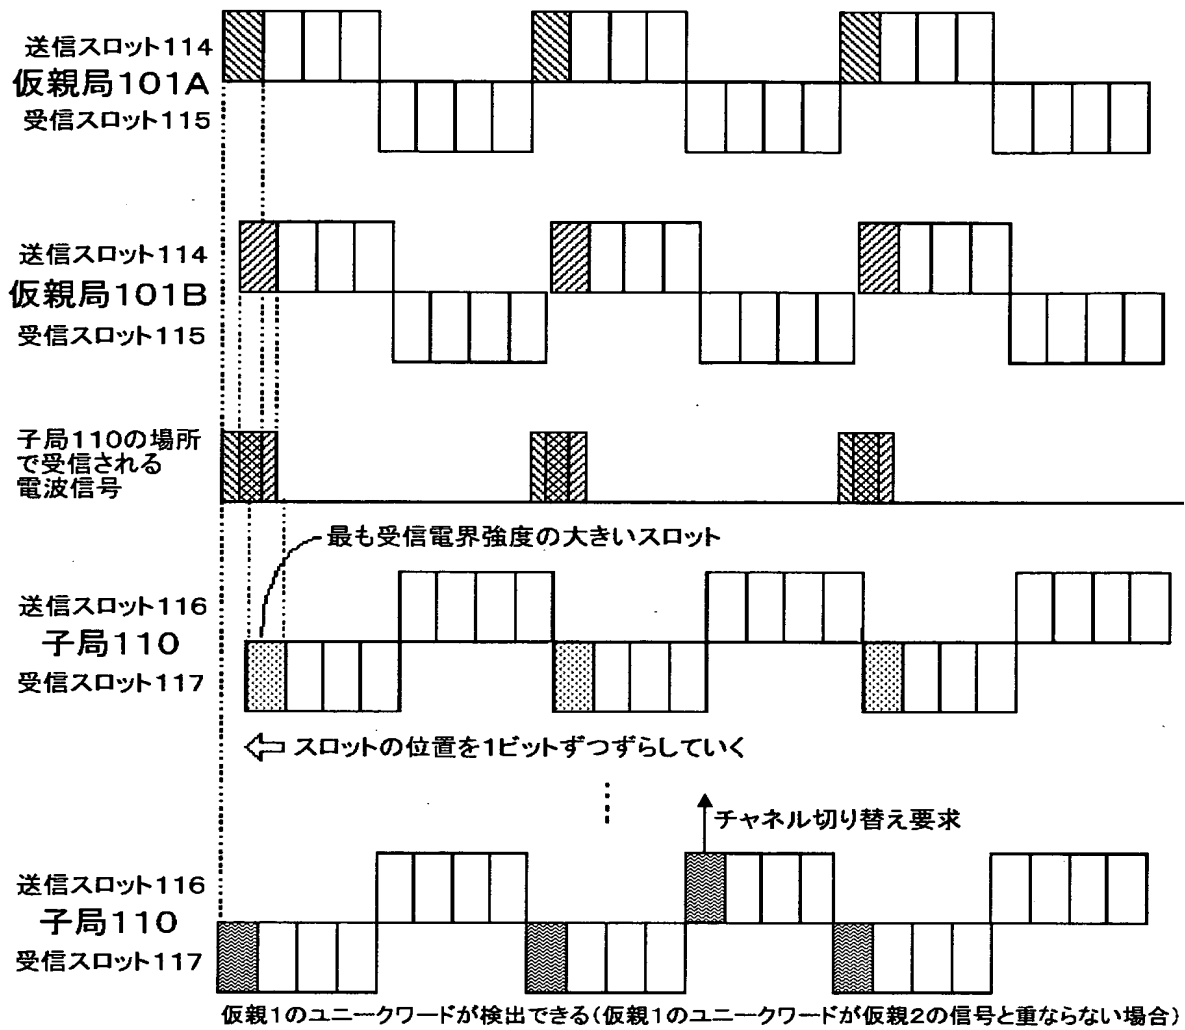 送信スロット114
仮親局101A
受信スロット115
送信スロット114
仮親局101B
受信スロット115
子局110の場所
で受信される
電波信号
最も受信電界強度の大きいスロット
送信スロット116
子局110
受信スロット117
スロットの位置を1ビットずつずらしていく
チャネル切り替え要求
送信スロット116
子局110
受信スロット117
仮親1のユニークワードが検出できる(仮親1のユニークワードが仮親2の信号と重ならない場合)